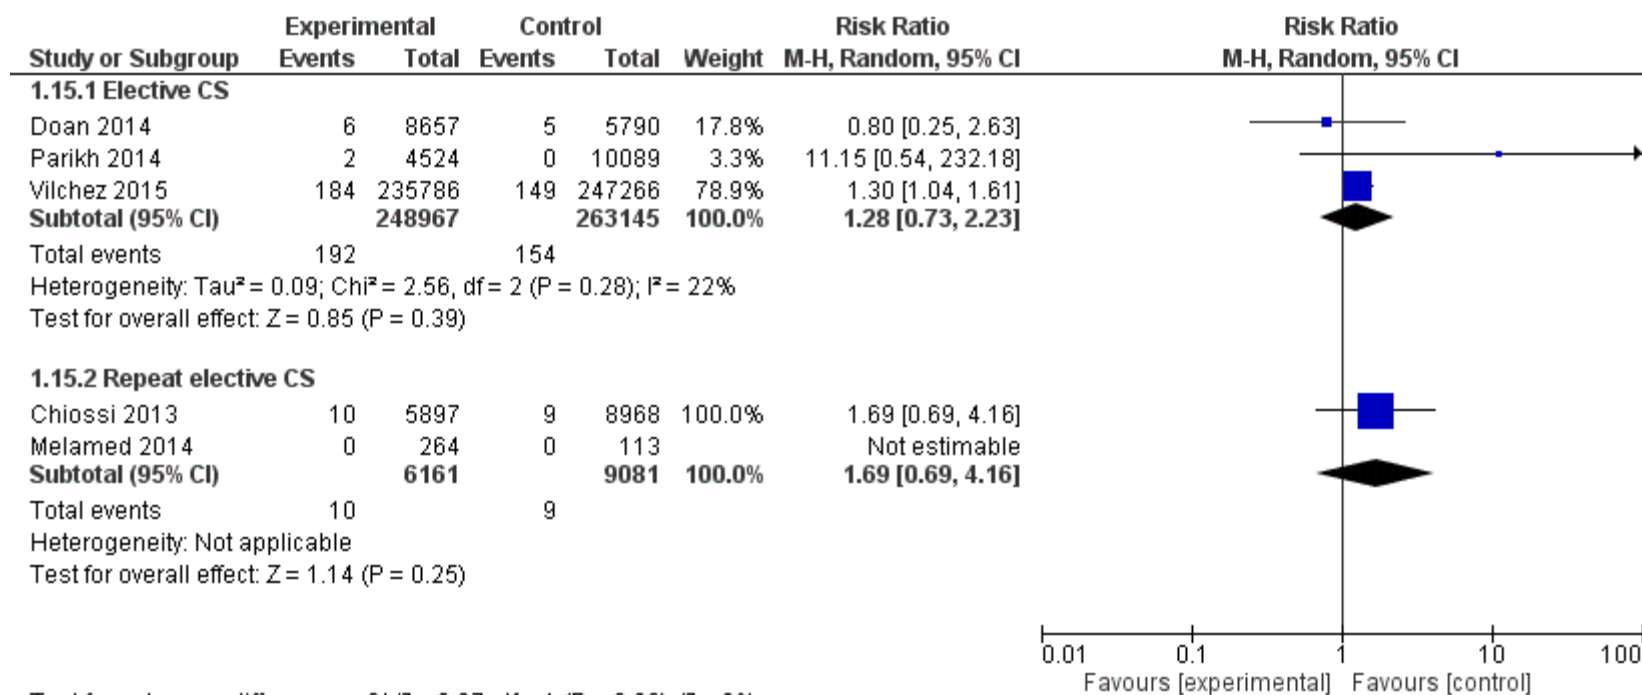 Experimental Control Risk Ratio Risk Ratio
Study or Subgroup Events Total Events Total Weight M-H, Random, 95% CI M-H, Random, 95% CI
1.15.1 Elective CS
Doan 2014 6 8657 5 5790 17.8% 0.80 [0.25, 2.63]
Parikh 2014 2 4524 0 10089 3.3% 11.15 [0.54, 232.18]
Vilchez 2015 184 235786 149 247266 78.9% 1.30 [1.04, 1.61]
Subtotal (95% CI) 248967 263145 100.0% 1.28 [0.73, 2.23]
Total events 192 154
Heterogeneity: Tau² = 0.09; Chi² = 2.56, df = 2 (P = 0.28); I² = 22%
Test for overall effect: Z = 0.85 (P = 0.39)
1.15.2 Repeat elective CS
Chiossi 2013 10 5897 9 8968 100.0% 1.69 [0.69, 4.16]
Melamed 2014 0 264 0 113 Not estimable
Subtotal (95% CI) 6161 9081 100.0% 1.69 [0.69, 4.16]
Total events 10 9
Heterogeneity: Not applicable
Test for overall effect: Z = 1.14 (P = 0.25)
0.01 0.1 1 10 100
Favours [experimental] Favours [control]